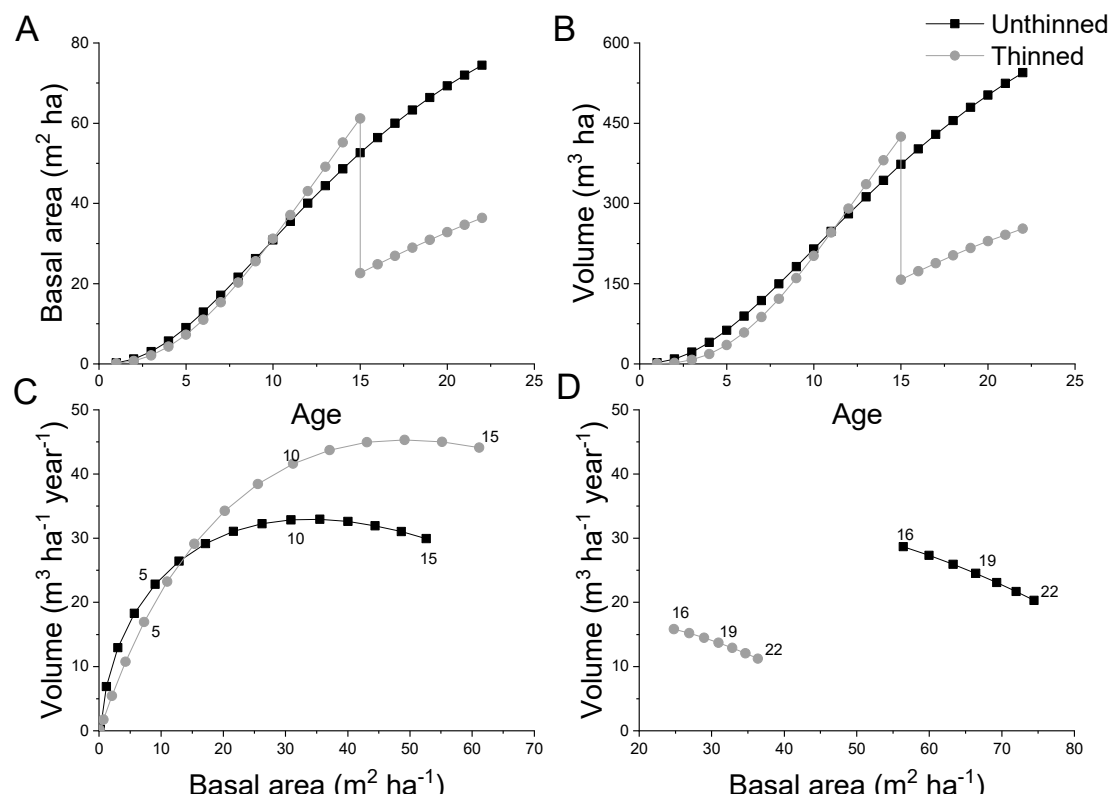 A
B
Unthinned
Thinned
Basal area (m² ha)
80
60
40
20
0
0 5 10 15 20 25
Age
Volume (m³ ha)
600
450
300
150
0
0 5 10 15 20 25
Age
C
D
Volume (m³ ha⁻¹ year⁻¹)
50
40
30
20
10
0
5
5
10
10
15
15
0 10 20 30 40 50 60 70
Basal area (m² ha⁻¹)
Volume (m³ ha⁻¹ year⁻¹)
50
40
30
20
10
0
16
19
22
16
19
22
20 30 40 50 60 70 80
Basal area (m² ha⁻¹)